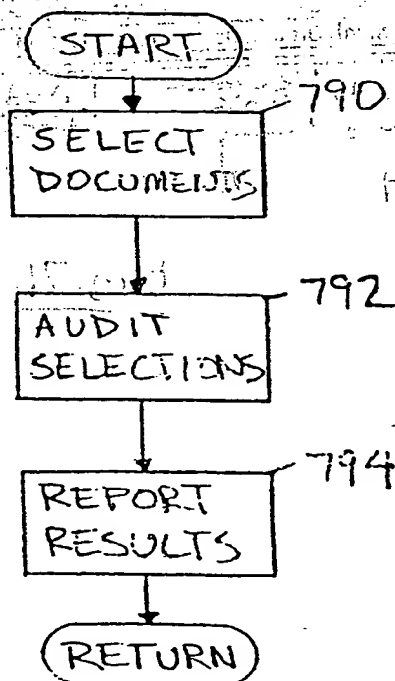 START
790
SELECT
DOCUMENTS
792
AUDIT
SELECTIONS
794
REPORT
RESULTS
RETURN